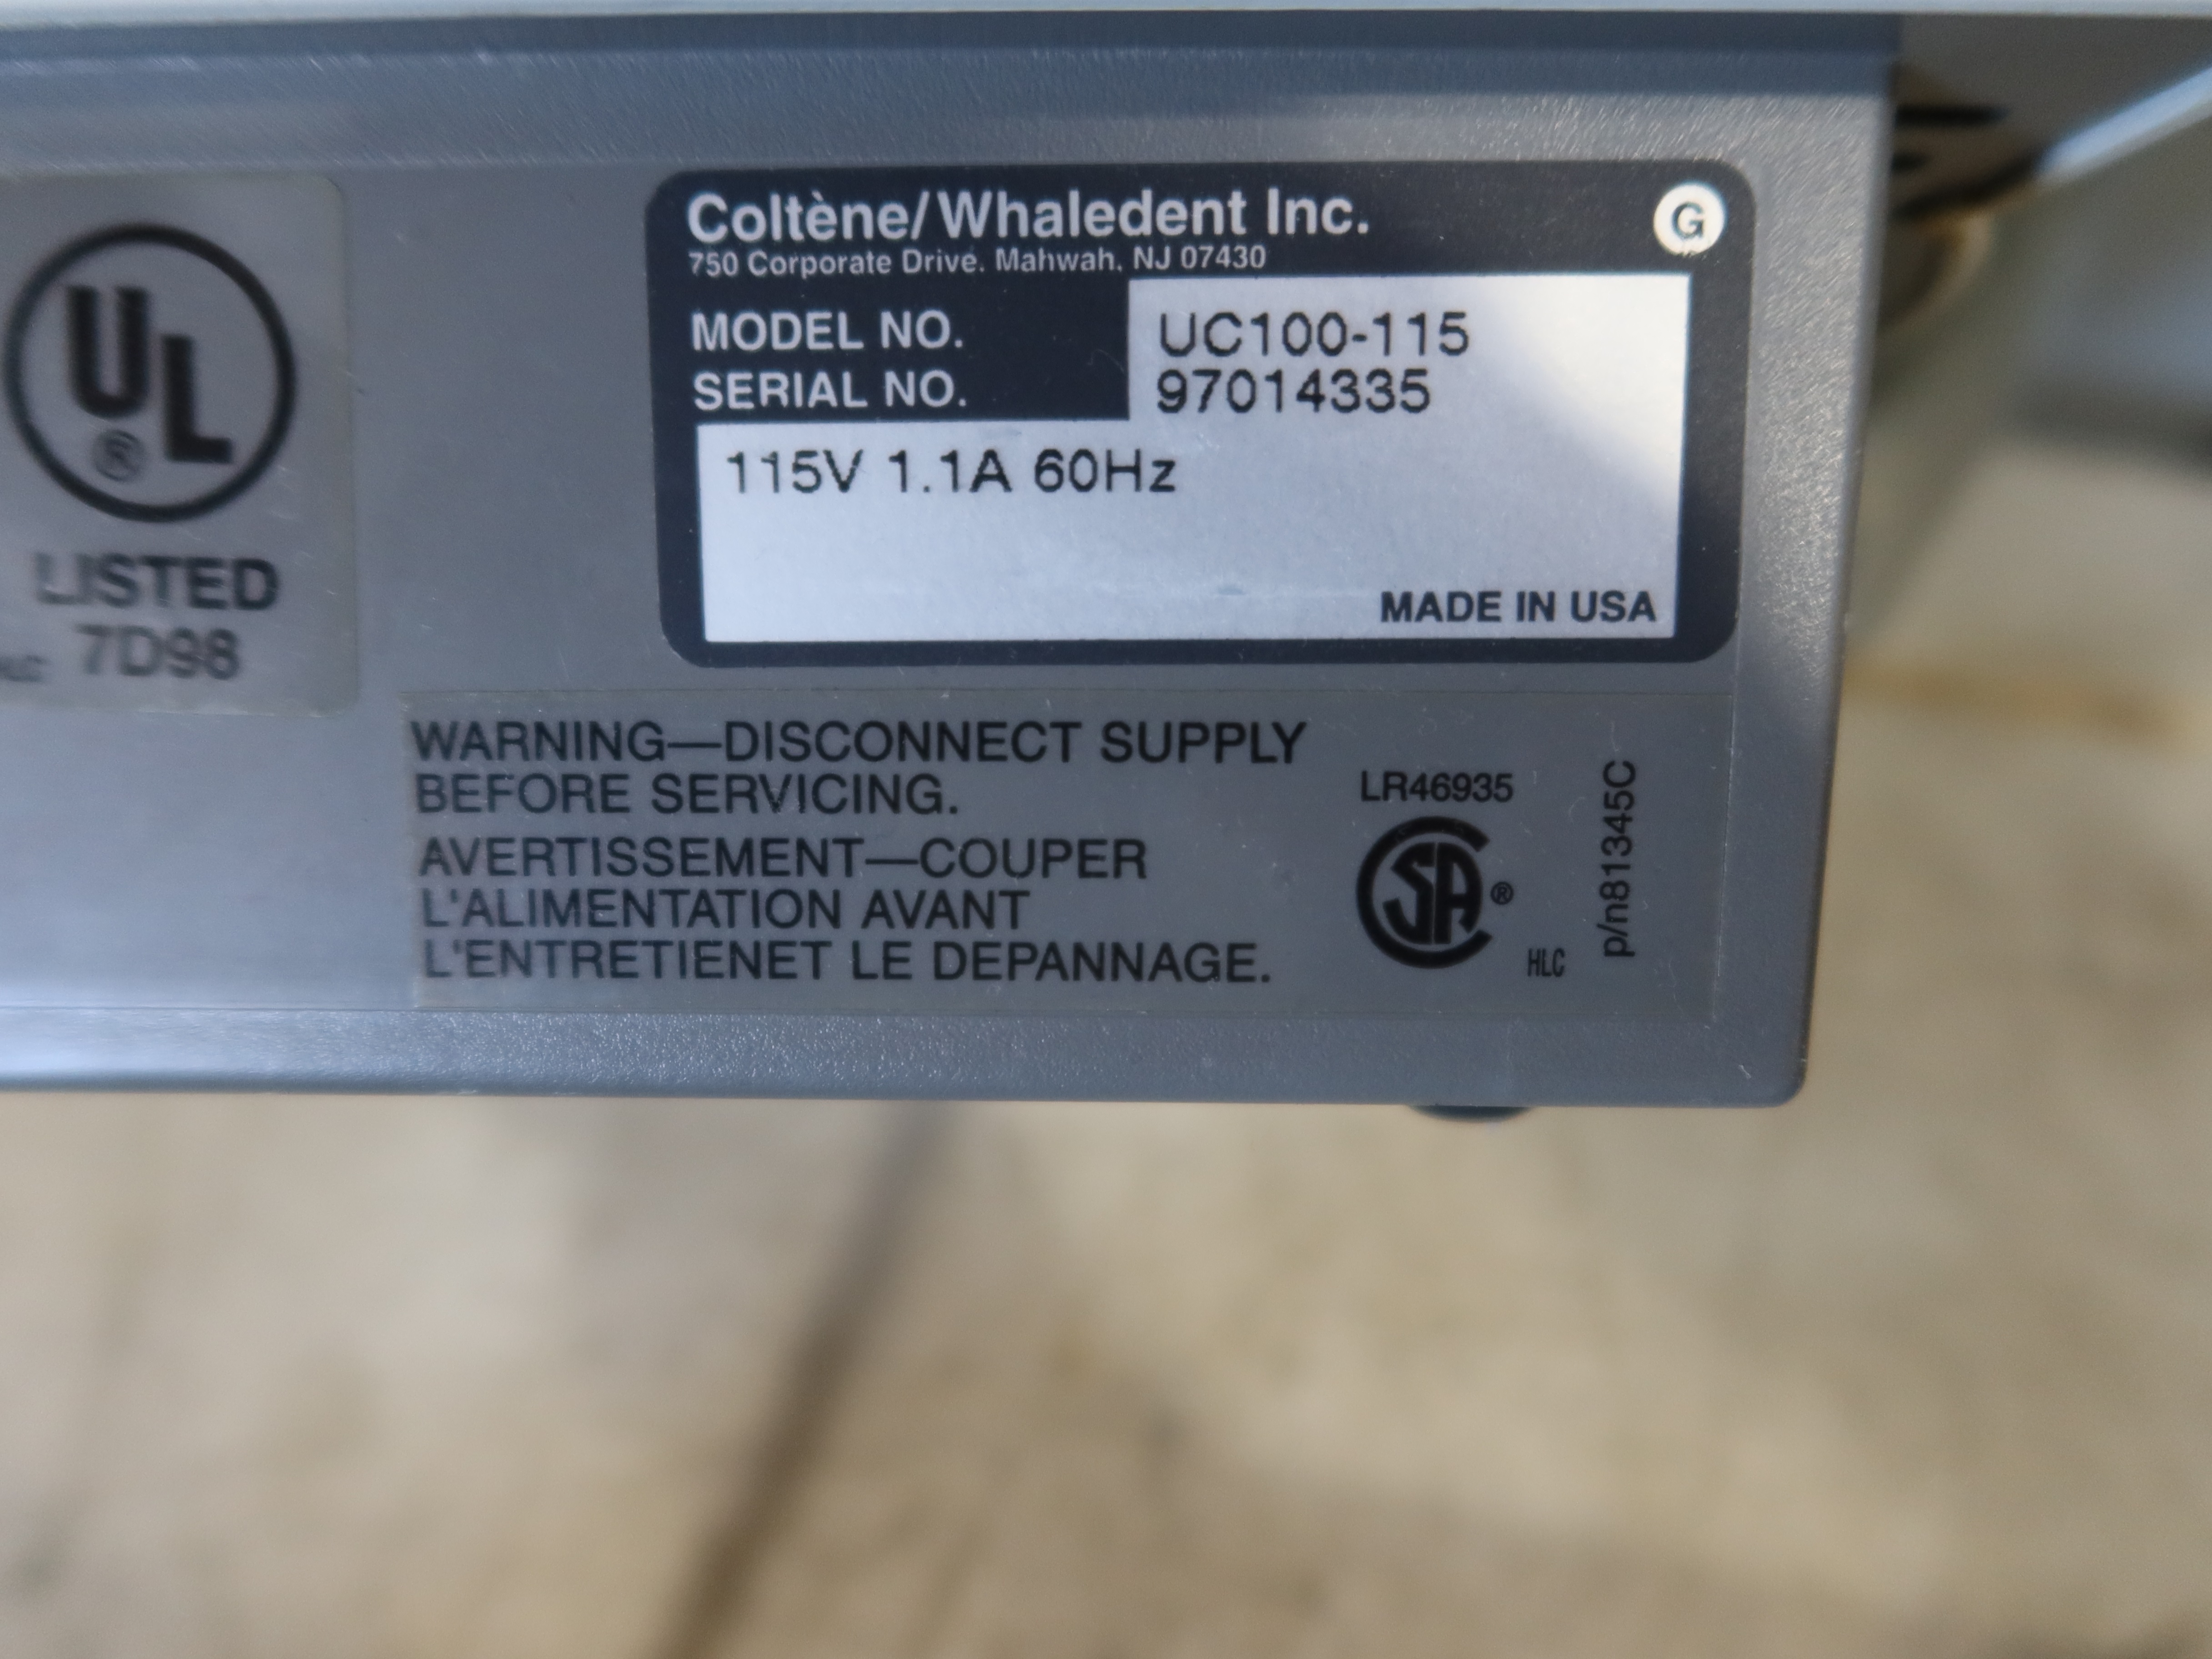 UL
®
LISTED
7D98
Coltène/Whaledent Inc.
G
750 Corporate Drive. Mahwah, NJ 07430
MODEL NO. UC100-115
SERIAL NO. 97014335
115V 1.1A 60Hz
MADE IN USA
WARNING—DISCONNECT SUPPLY
BEFORE SERVICING.
AVERTISSEMENT—COUPER
L'ALIMENTATION AVANT
L'ENTRETIENET LE DEPANNAGE.
LR46935
SA ®
HLC
p/n81345C